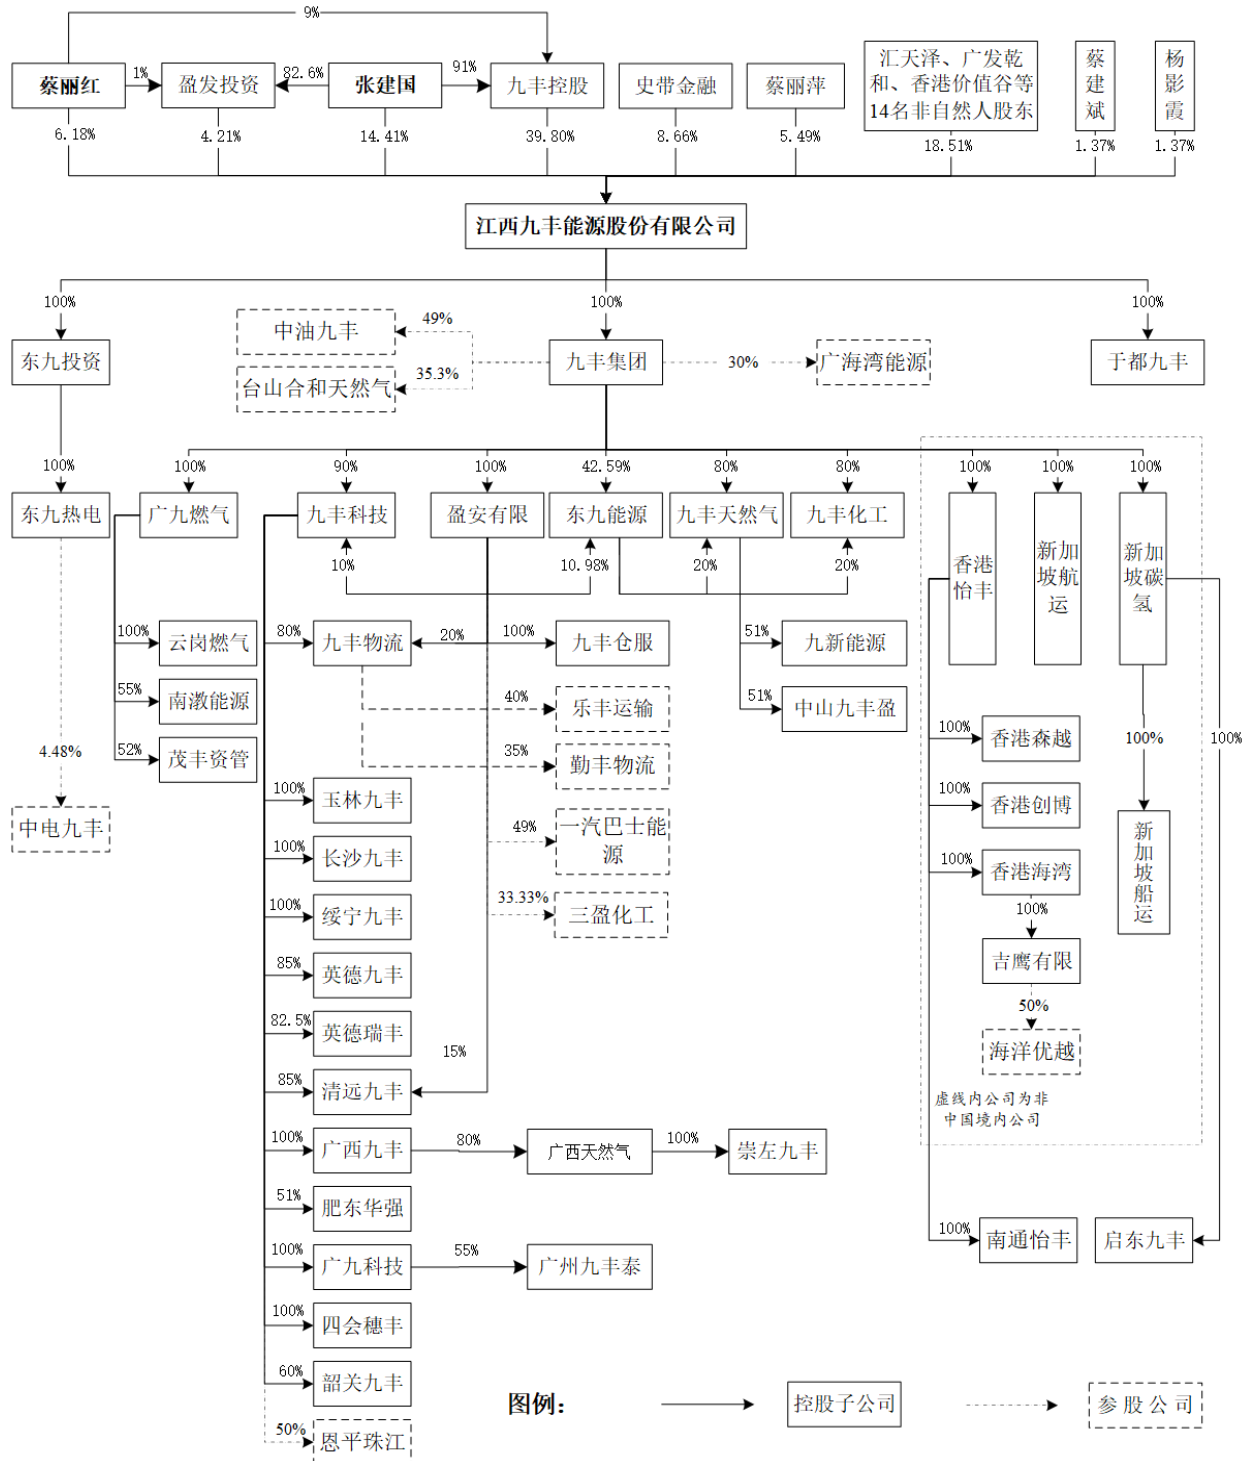 9%
蔡丽红
1%
盈发投资
82.6%
张建国
91%
九丰控股
史带金融
蔡丽萍
汇天泽、广发乾
和、香港价值谷等
14名非自然人股东
蔡建斌
杨影霞
6.18%
4.21%
14.41%
39.80%
8.66%
5.49%
18.51%
1.37%
1.37%
江西九丰能源股份有限公司
100%
100%
100%
中油九丰
49%
东九投资
九丰集团
30%
广海湾能源
于都九丰
台山合和天然气
35.3%
100%
100%
90%
100%
42.59%
80%
80%
100%
100%
100%
东九热电
广九燃气
九丰科技
盈安有限
东九能源
九丰天然气
九丰化工
香港
怡丰
新加
坡航
运
新加
坡碳
氢
10%
10.98%
20%
20%
100%
云岗燃气
80%
九丰物流
20%
100%
九丰仓服
51%
九新能源
55%
南漖能源
40%
乐丰运输
51%
中山九丰盈
4.48%
52%
茂丰资管
35%
勤丰物流
100%
香港森越
100%
100%
中电九丰
100%
玉林九丰
49%
一汽巴士能
源
100%
香港创博
新加坡船运
100%
长沙九丰
100%
香港海湾
100%
绥宁九丰
33.33%
三盈化工
100%
85%
英德九丰
吉鹰有限
50%
82.5%
英德瑞丰
海洋优越
15%
85%
清远九丰
虚线内公司为非
中国境内公司
100%
广西九丰
80%
广西天然气
100%
崇左九丰
51%
肥东华强
100%
南通怡丰
启东九丰
100%
广九科技
55%
广州九丰泰
100%
四会穗丰
60%
韶关九丰
图例：
控股子公司
参股公司
50%
恩平珠江